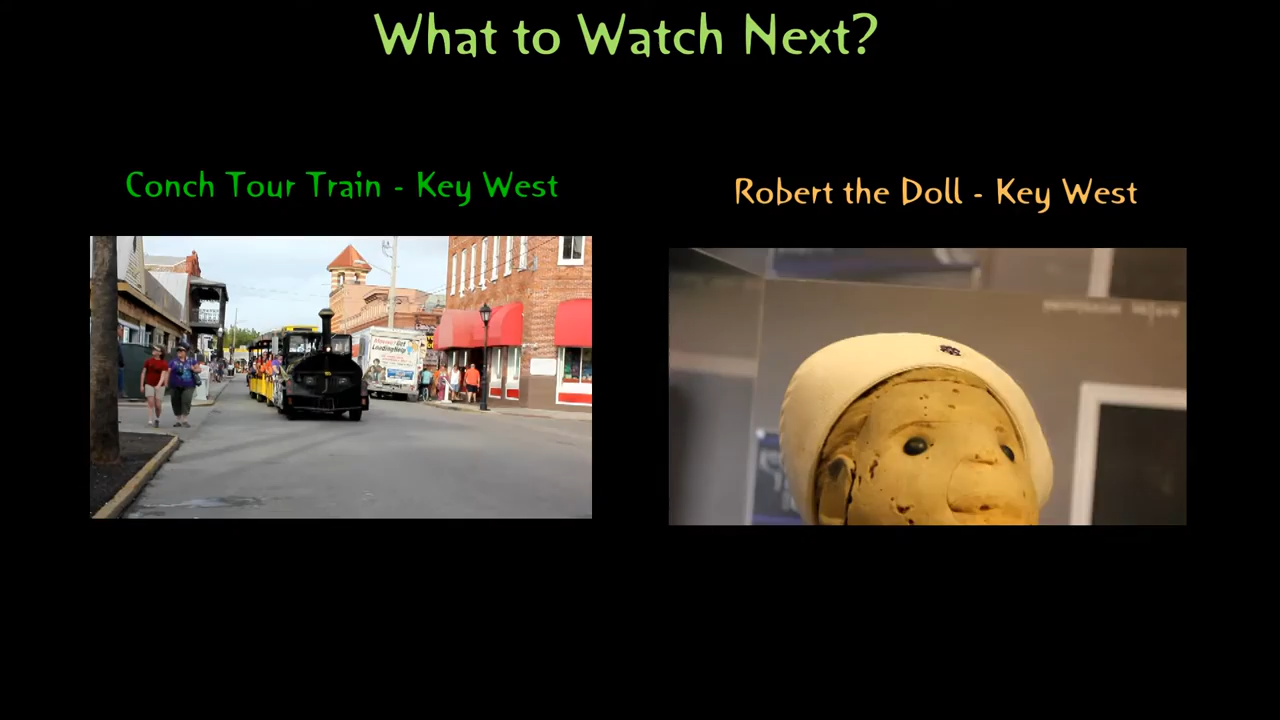 What to Watch Next?
Conch Tour Train - Key West
Robert the Doll - Key West